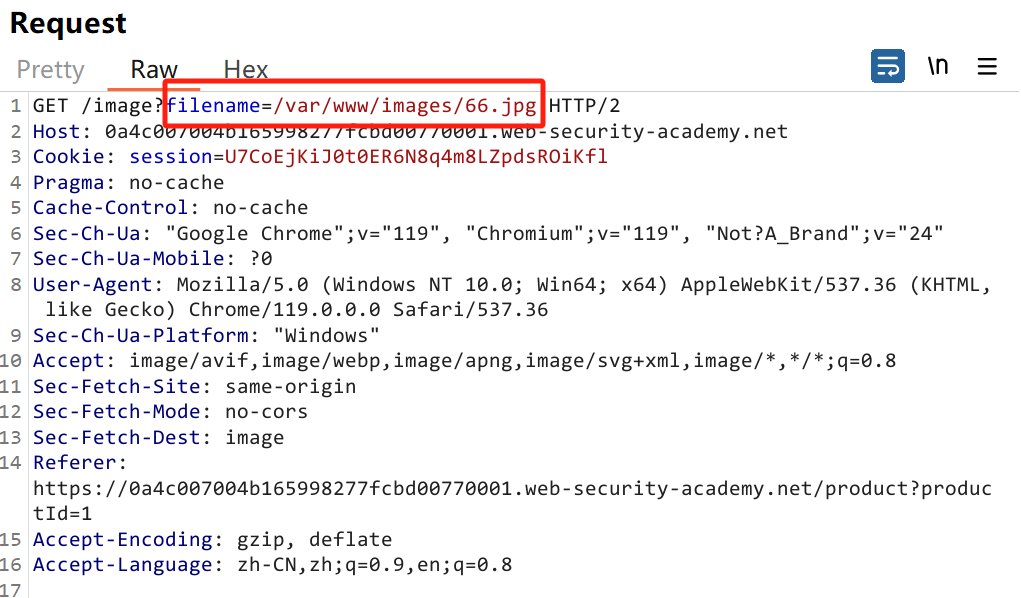 Request
Pretty Raw Hex
\n
1 GET /image?filename=/var/www/images/66.jpg HTTP/2
2 Host: 0a4c007004b165998277fcbd00770001.web-security-academy.net
3 Cookie: session=U7CoEjKiJ0t0ER6N8q4m8LZpdsROiKfl
4 Pragma: no-cache
5 Cache-Control: no-cache
6 Sec-Ch-Ua: "Google Chrome";v="119", "Chromium";v="119", "Not?A_Brand";v="24"
7 Sec-Ch-Ua-Mobile: ?0
8 User-Agent: Mozilla/5.0 (Windows NT 10.0; Win64; x64) AppleWebKit/537.36 (KHTML,
like Gecko) Chrome/119.0.0.0 Safari/537.36
9 Sec-Ch-Ua-Platform: "Windows"
10 Accept: image/avif,image/webp,image/apng,image/svg+xml,image/*,*/*;q=0.8
11 Sec-Fetch-Site: same-origin
12 Sec-Fetch-Mode: no-cors
13 Sec-Fetch-Dest: image
14 Referer:
https://0a4c007004b165998277fcbd00770001.web-security-academy.net/product?produc
tId=1
15 Accept-Encoding: gzip, deflate
16 Accept-Language: zh-CN,zh;q=0.9,en;q=0.8
17